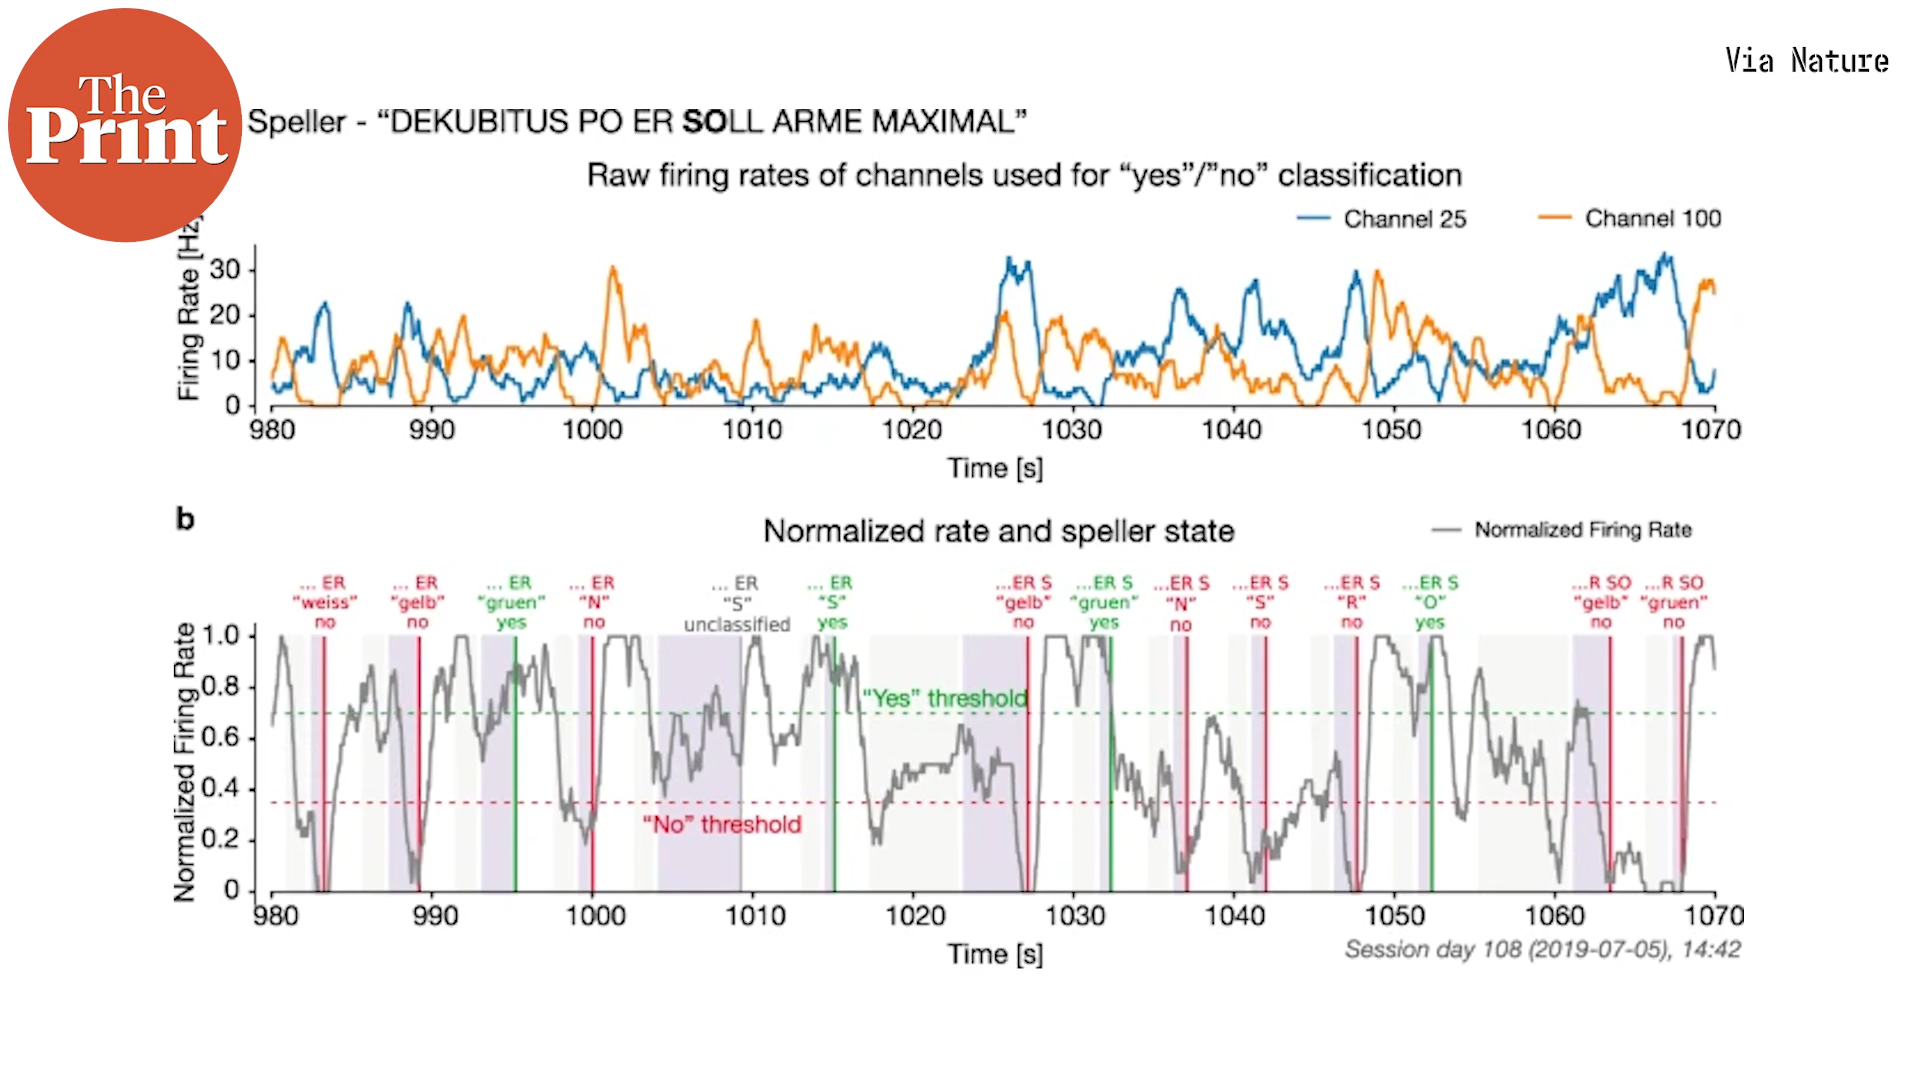 The
Print
Via Nature
Speller - “DEKUBITUS PO ER SOLL ARME MAXIMAL”
Raw firing rates of channels used for “yes”/”no” classification
Channel 25
Channel 100
Firing Rate [Hz
30
20
10
0
980 990 1000 1010 1020 1030 1040 1050 1060 1070
Time [s]
b
Normalized rate and speller state
Normalized Firing Rate
... ER ... ER ... ER ... ER ... ER ... ER ...ER S ...ER S ...ER S ...ER S ...ER S ...ER S ...R SO ...R SO
“weiss” “gelb” “gruen” “N” “S” “S” “gelb” “gruen” “N” “S” “R” “O” “gelb” “gruen”
no no yes no unclassified yes no yes no no no yes no no
Normalized Firing Rate
1.0
0.8
“Yes” threshold
0.6
0.4
“No” threshold
0.2
0
980 990 1000 1010 1020 1030 1040 1050 1060 1070
Time [s]
Session day 108 (2019-07-05), 14:42